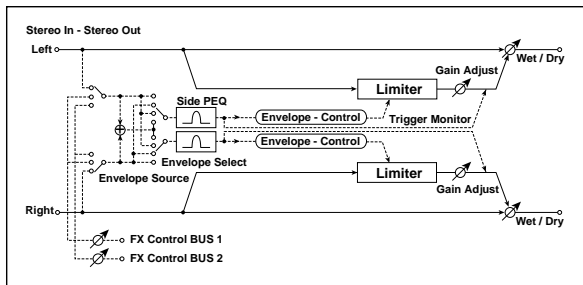 Stereo In - Stereo Out
Left
Wet / Dry
Gain Adjust
Limiter
Side PEQ
Envelope - Control
Trigger Monitor
Envelope - Control
Envelope Select
Envelope Source
Limiter
Gain Adjust
Right
Wet / Dry
FX Control BUS 1
FX Control BUS 2